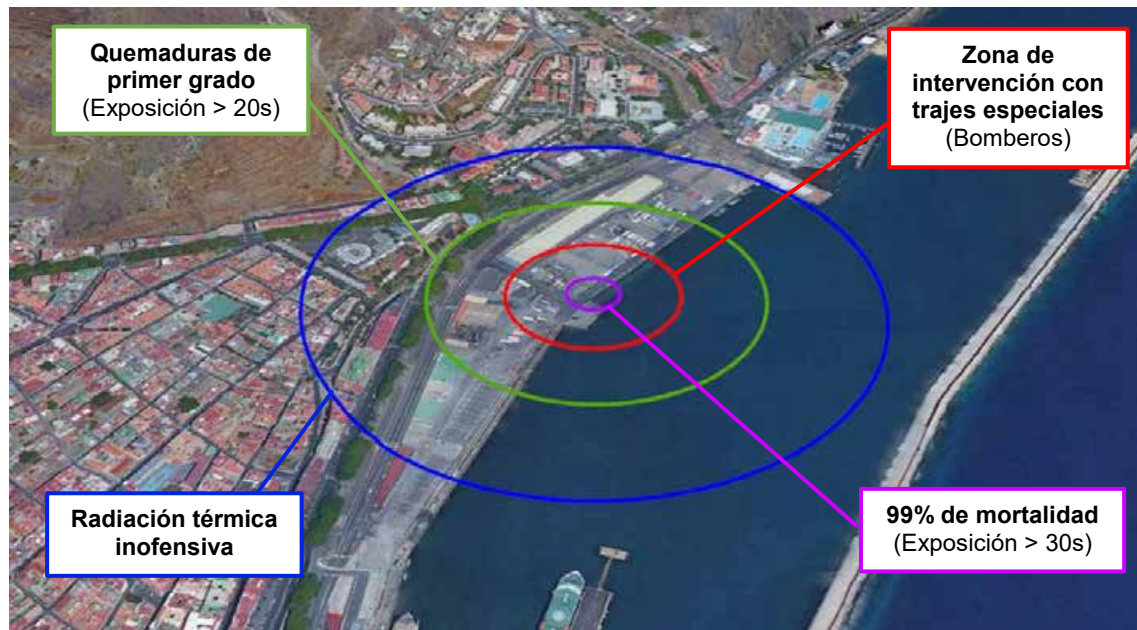 Quemaduras de
primer grado
(Exposición > 20s)
Zona de
intervención con
trajes especiales
(Bomberos)
Radiación térmica
inofensiva
99% de mortalidad
(Exposición > 30s)